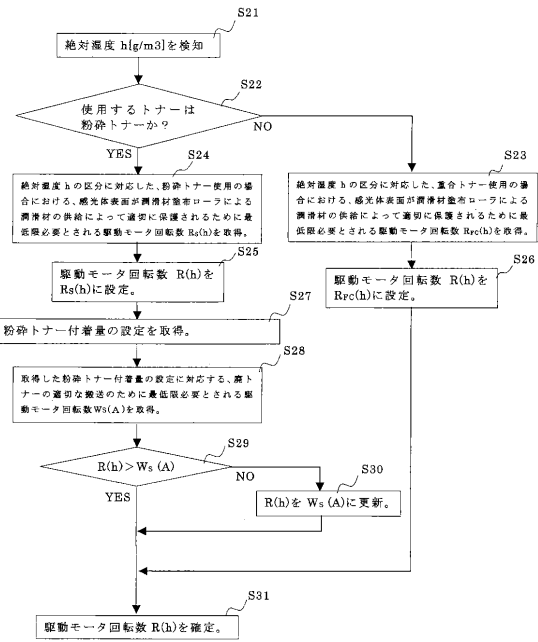 S21
絶対湿度 h[g/m3]を検知
S22
使用するトナーは
粉砕トナーか？
NO
YES
S24
絶対湿度 h の区分に対応した、粉砕トナー使用の場
合における、感光体表面が潤滑材塗布ローラによる
潤滑材の供給によって適切に保護されるために最
低限必要とされる駆動モータ回転数 RS(h)を取得。
S23
絶対湿度 h の区分に対応した、重合トナー使用の場
合における、感光体表面が潤滑材塗布ローラによる
潤滑材の供給によって適切に保護されるために最
低限必要とされる駆動モータ回転数 RFC(h)を取得。
S25
駆動モータ回転数 R(h)を
RS(h)に設定。
S26
駆動モータ回転数 R(h)を
RFC(h)に設定。
S27
粉砕トナー付着量の設定を取得。
S28
取得した粉砕トナー付着量の設定に対応する、廃ト
ナーの適切な搬送のために最低限必要とされる駆
動モータ回転数WS(A)を取得。
S29
R(h)>WS (A)
NO
YES
S30
R(h)を WS (A)に更新。
S31
駆動モータ回転数 R(h)を確定。